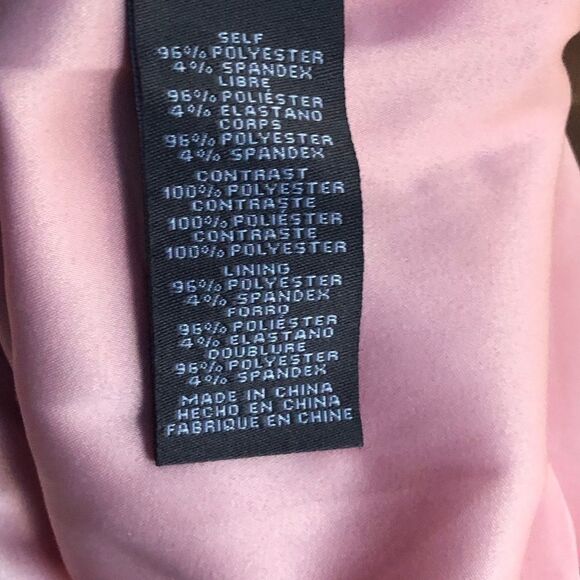 SELF
96% POLYESTER
4% SPANDEX
LIBRE
96% POLIÉSTER
4% ELASTANO
CORPS
96% POLYESTER
4% SPANDEX
CONTRAST
100% POLYESTER
CONTRASTE
100% POLIÉSTER
CONTRASTE
100% POLYESTER
LINING
96% POLYESTER
4% SPANDEX
FORRO
96% POLIÉSTER
4% ELASTANO
DOUBLURE
96% POLYESTER
4% SPANDEX
MADE IN CHINA
HECHO EN CHINA
FABRIQUE EN CHINE